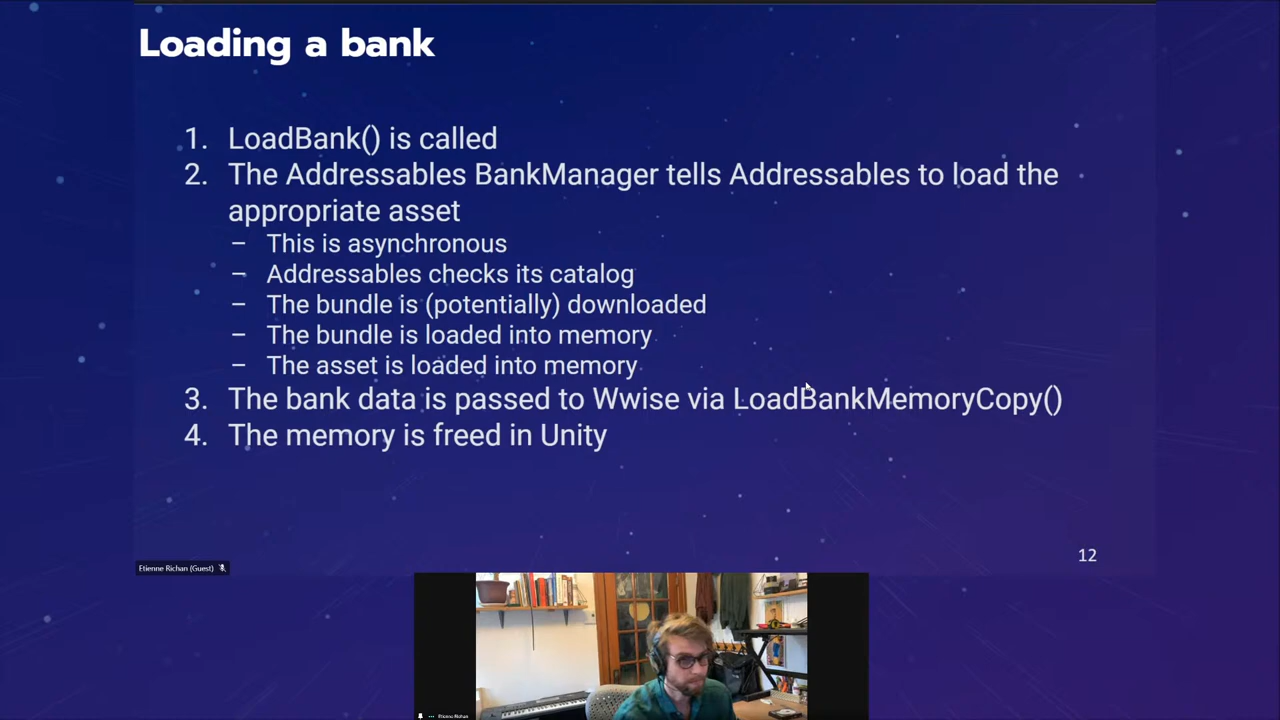 Loading a bank
1. LoadBank() is called
2. The Addressables BankManager tells Addressables to load the
appropriate asset
– This is asynchronous
– Addressables checks its catalog
– The bundle is (potentially) downloaded
– The bundle is loaded into memory
– The asset is loaded into memory
3. The bank data is passed to Wwise via LoadBankMemoryCopy()
4. The memory is freed in Unity
12
Etienne Richan (Guest)
Etienne Richan